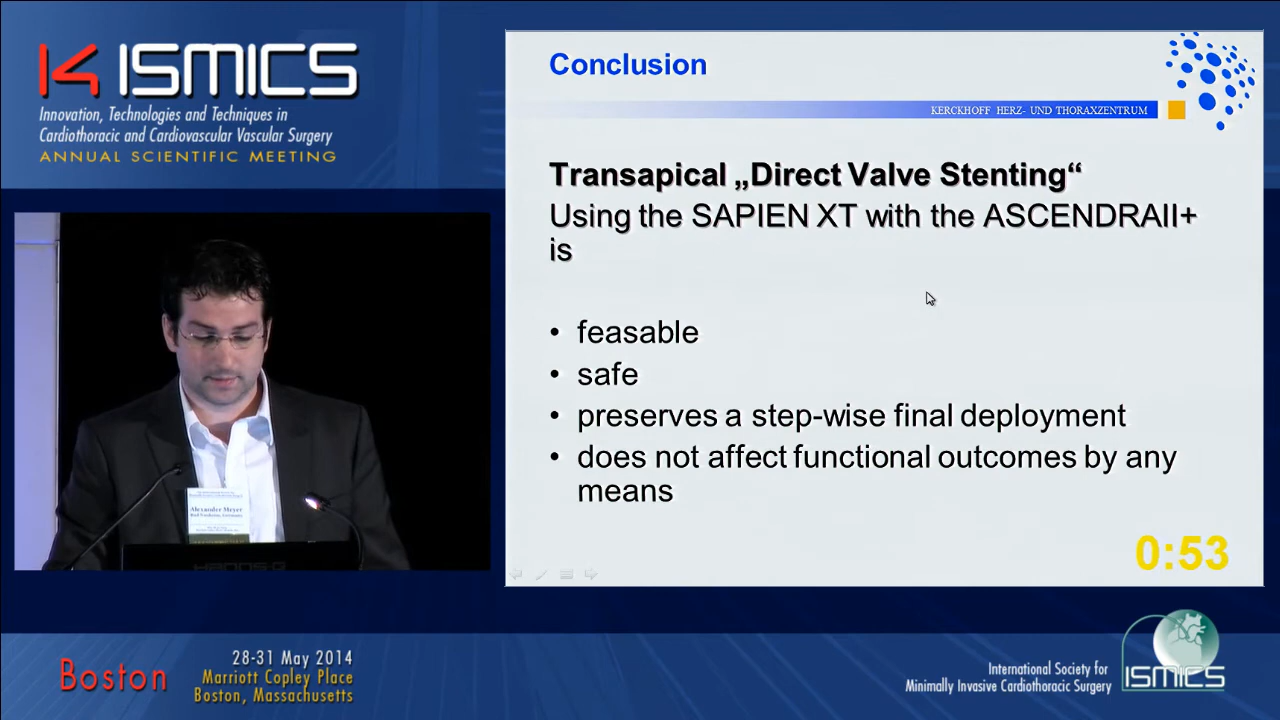 14 ISMICS
Innovation, Technologies and Techniques in
Cardiothoracic and Cardiovascular Vascular Surgery
ANNUAL SCIENTIFIC MEETING
Alexander Meyer
Conclusion
KERCKHOFF HERZ- UND THORAXZENTRUM
Transapical „Direct Valve Stenting“
Using the SAPIEN XT with the ASCENDRAII+
is
• feasable
• safe
• preserves a step-wise final deployment
• does not affect functional outcomes by any
means
0:53
Boston
28-31 May 2014
Marriott Copley Place
Boston, Massachusetts
International Society for
Minimally Invasive Cardiothoracic Surgery
ISMICS